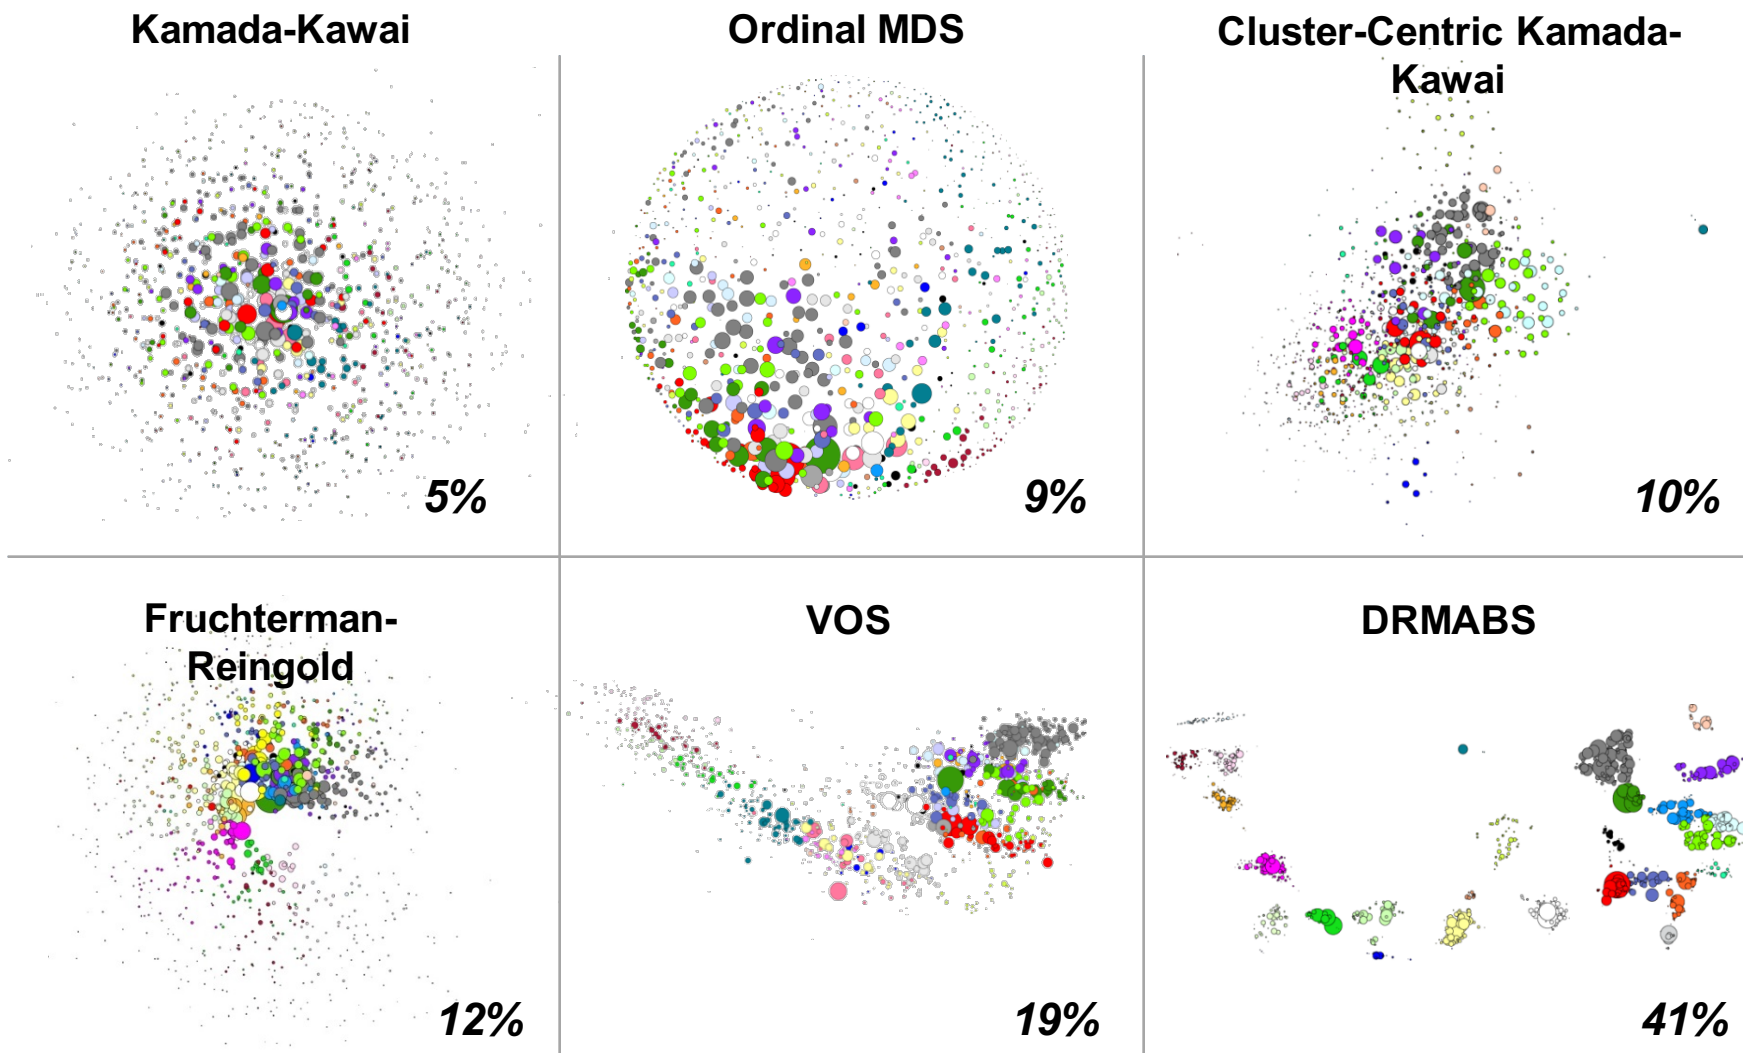 Kamada-Kawai
Ordinal MDS
Cluster-Centric Kamada-
Kawai
5%
9%
10%
Fruchterman-
Reingold
VOS
DRMABS
12%
19%
41%